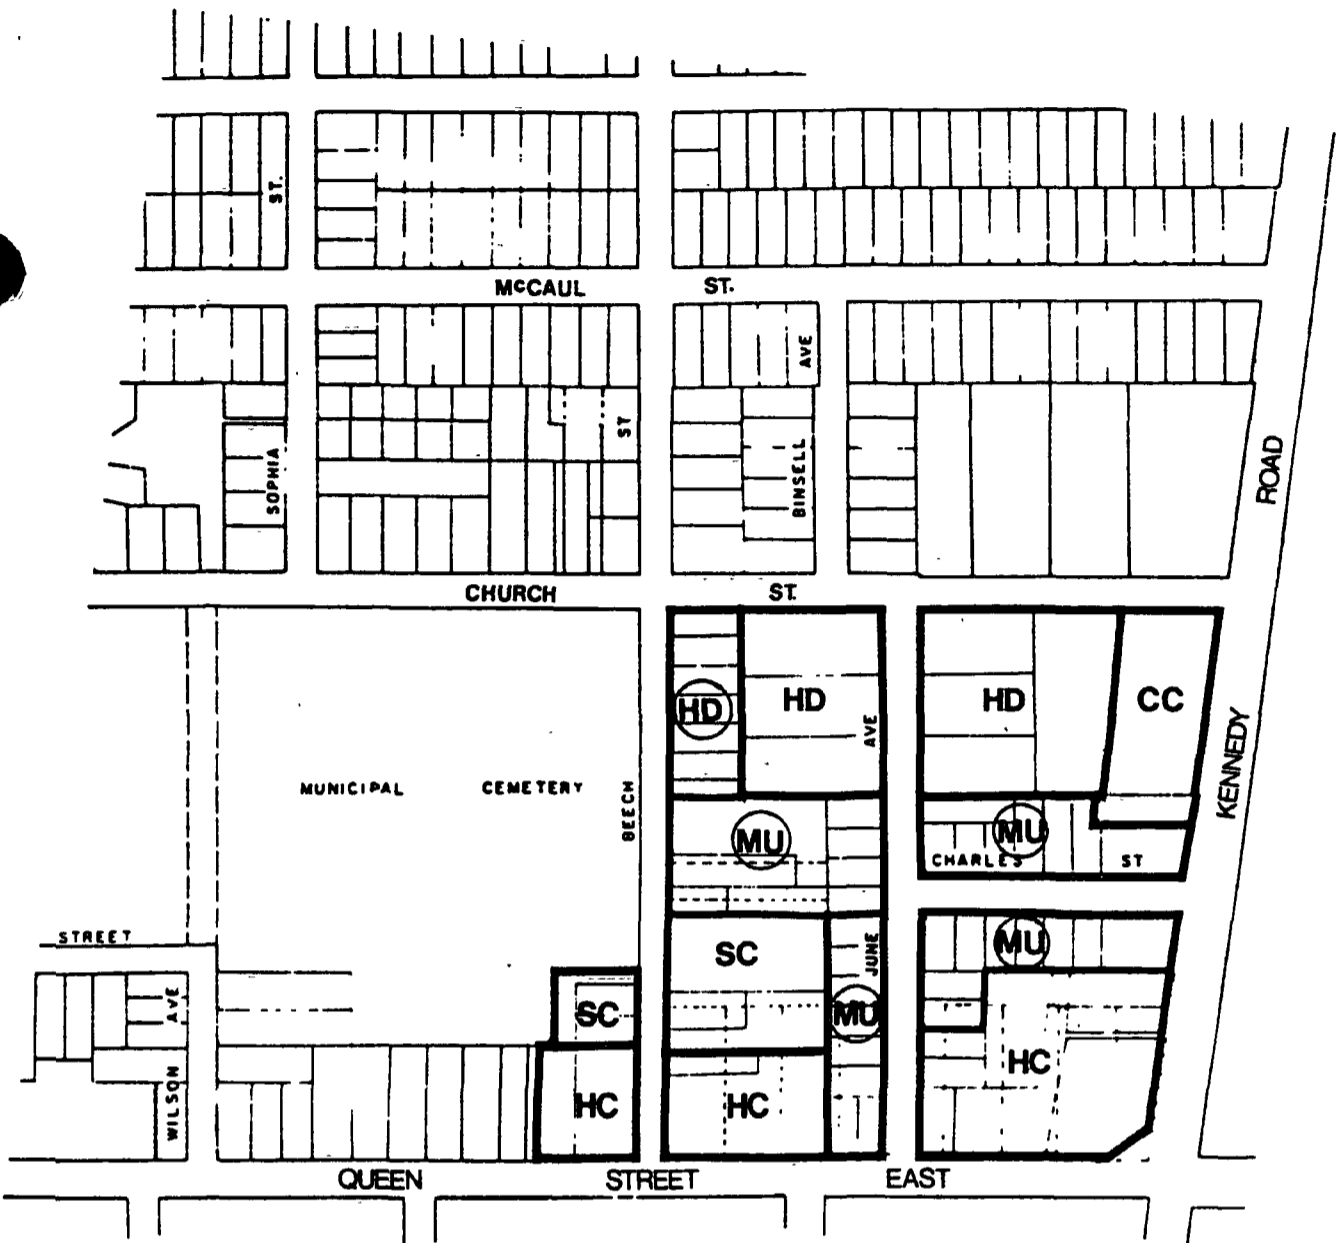 ST.
McCAUL ST.
AVE
ST
SOPHIA
BINSELL
ROAD
CHURCH ST.
HD
HD
HD
CC
AVE
KENNEDY
MUNICIPAL CEMETERY
BEECH
MU
MU
CHARLES ST
STREET
SC
JUNE
MU
AVE
SC
MU
HC
WILSON
HC
HC
QUEEN STREET EAST